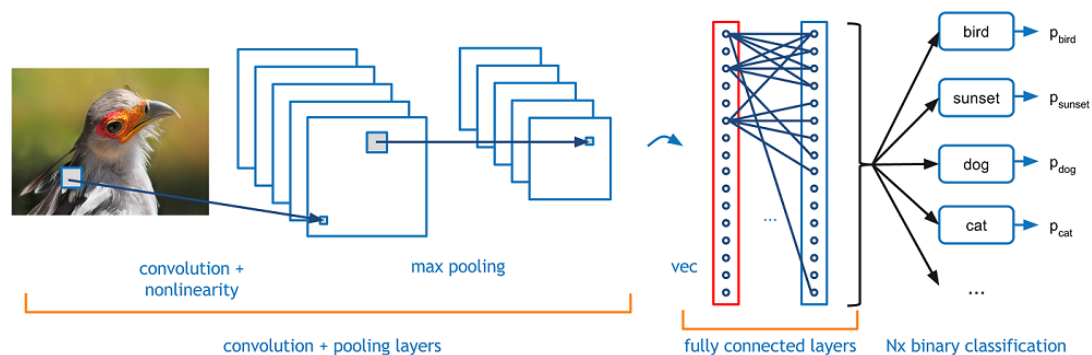 convolution +
nonlinearity
max pooling
convolution + pooling layers
vec
...
fully connected layers
bird
p_bird
sunset
p_sunset
dog
p_dog
cat
p_cat
...
Nx binary classification